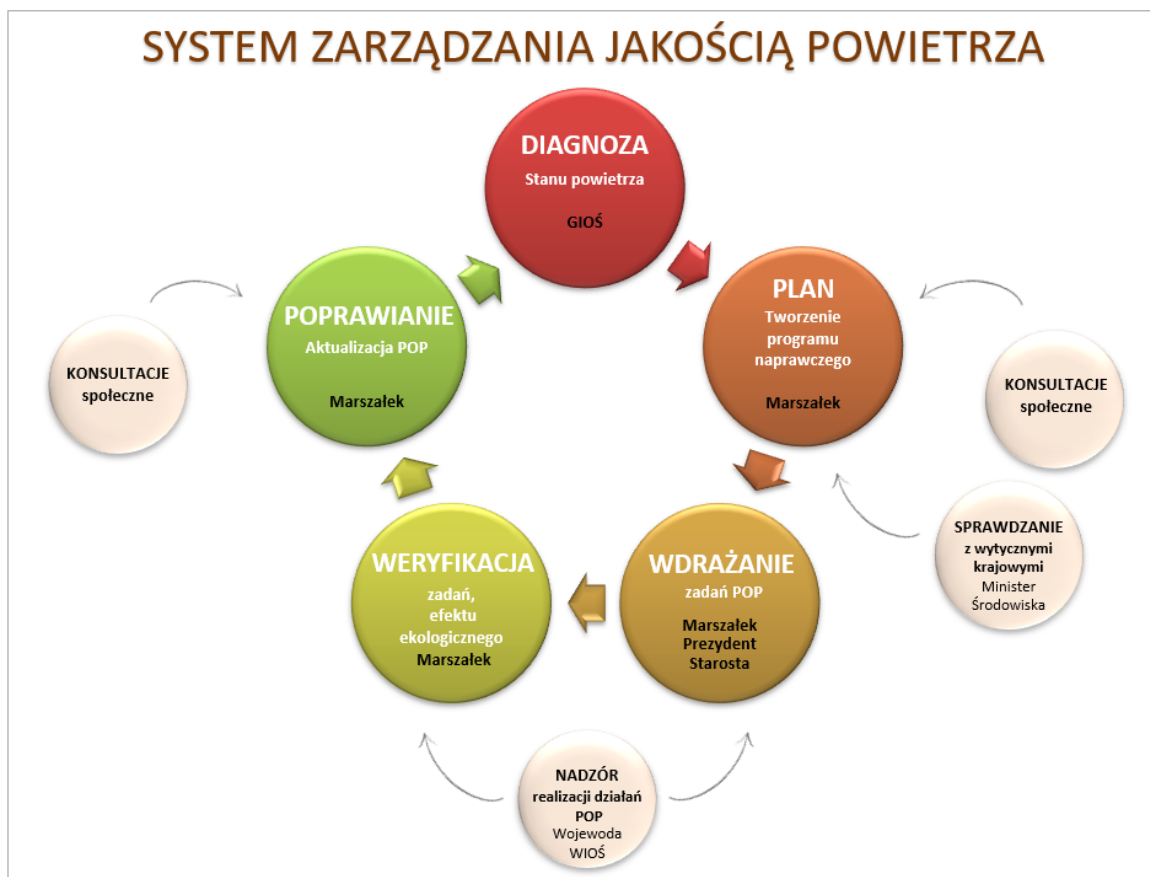 SYSTEM ZARZĄDZANIA JAKOŚCIĄ POWIETRZA
DIAGNOZA
Stanu powietrza
GIOŚ
PLAN
Tworzenie
programu
naprawczego
Marszałek
KONSULTACJE
społeczne
SPRAWDZANIE
z wytycznymi
krajowymi
Minister
Środowiska
WDRAŻANIE
zadań POP
Marszałek
Prezydent
Starosta
NADZÓR
realizacji działań
POP
Wojewoda
WIOŚ
WERYFIKACJA
zadań,
efektu
ekologicznego
Marszałek
POPRAWIANIE
Aktualizacja POP
Marszałek
KONSULTACJE
społeczne